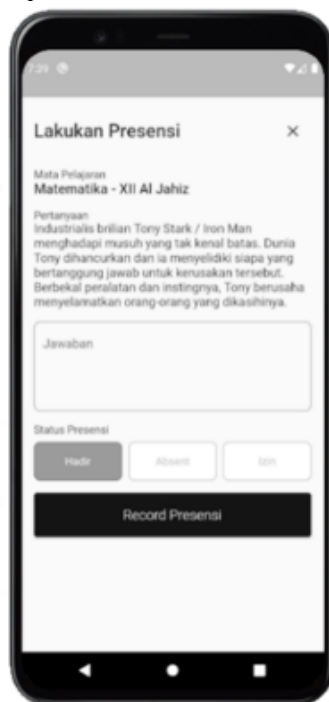 7:39
Lakukan Presensi
Mata Pelajaran
Matematika - XII Al Jahiz
Pertanyaan
Industrialis brilian Tony Stark / Iron Man
menghadapi musuh yang tak kenal batas. Dunia
Tony dihancurkan dan ia menyelidiki siapa yang
bertanggung jawab untuk kerusakan tersebut.
Berbekal peralatan dan instingnya, Tony berusaha
menyelamatkan orang-orang yang dikasihinya.
Jawaban
Status Presensi
Hadir Absent Izin
Record Presensi